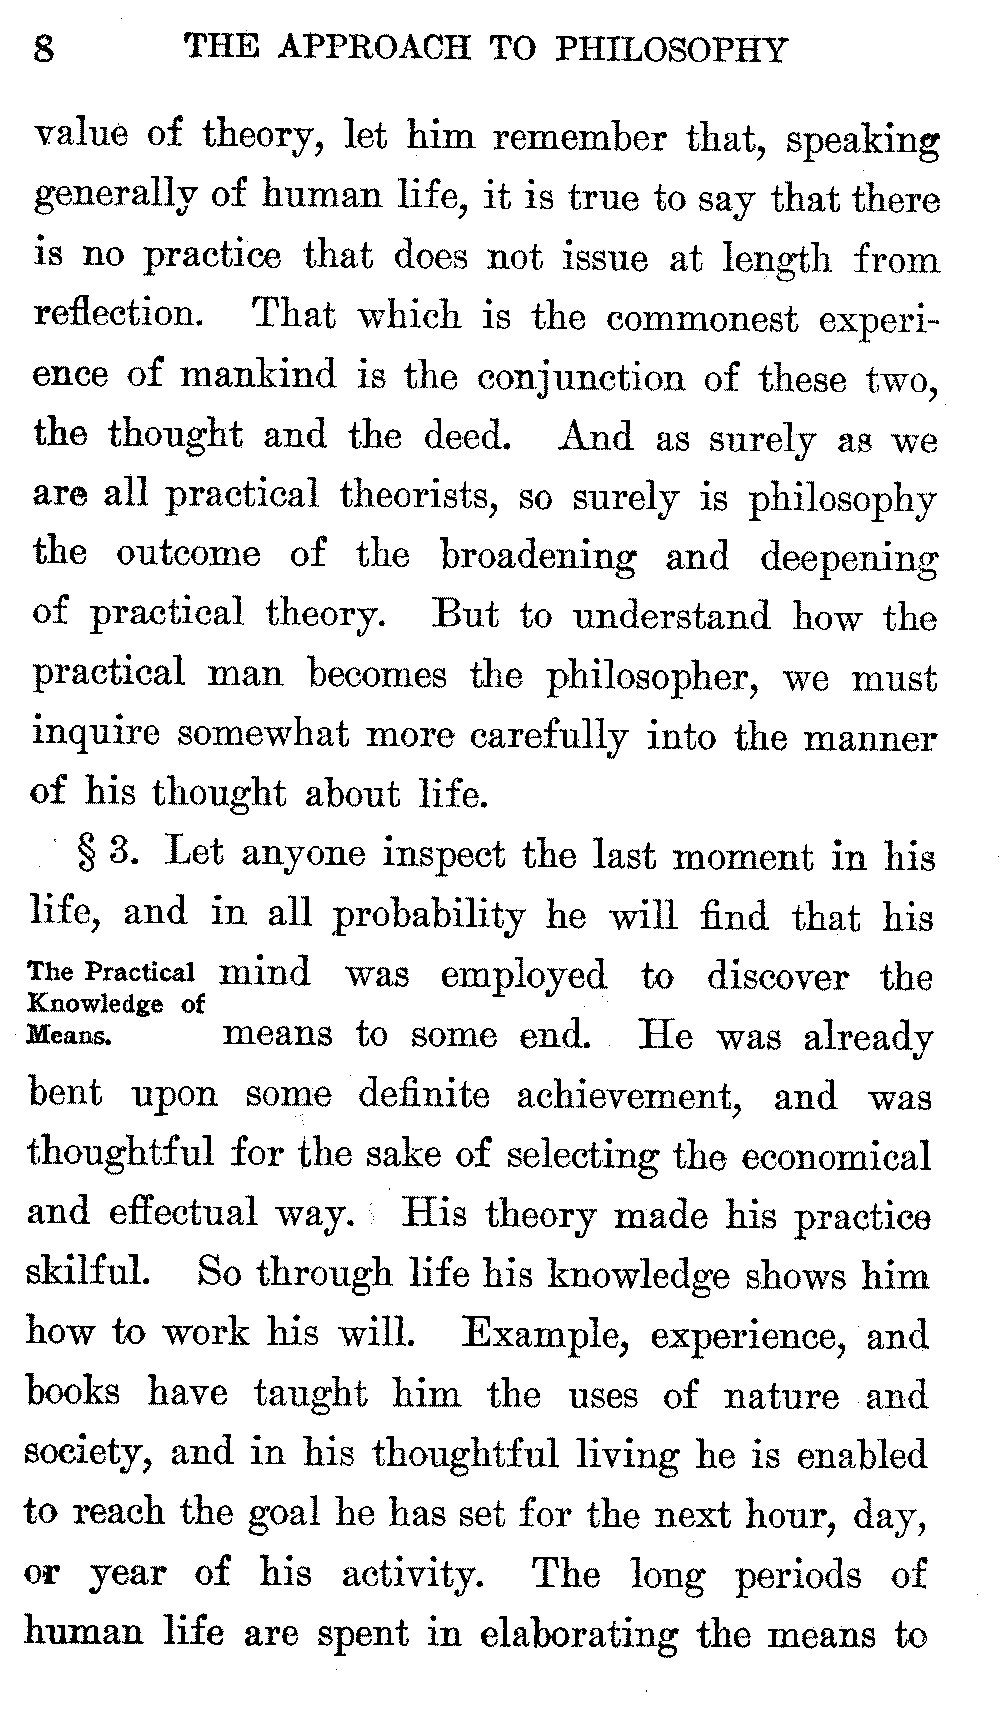 8 THE APPROACH TO PHILOSOPHY
value of theory, let him remember that, speaking
generally of human life, it is true to say that there
is no practice that does not issue at length from
reflection. That which is the commonest experi-
ence of mankind is the conjunction of these two,
the thought and the deed. And as surely as we
are all practical theorists, so surely is philosophy
the outcome of the broadening and deepening
of practical theory. But to understand how the
practical man becomes the philosopher, we must
inquire somewhat more carefully into the manner
of his thought about life.
§ 3. Let anyone inspect the last moment in his
life, and in all probability he will find that his
The Practical
Knowledge of
Means.
mind was employed to discover the
means to some end. He was already
bent upon some definite achievement, and was
thoughtful for the sake of selecting the economical
and effectual way. His theory made his practice
skilful. So through life his knowledge shows him
how to work his will. Example, experience, and
books have taught him the uses of nature and
society, and in his thoughtful living he is enabled
to reach the goal he has set for the next hour, day,
or year of his activity. The long periods of
human life are spent in elaborating the means to